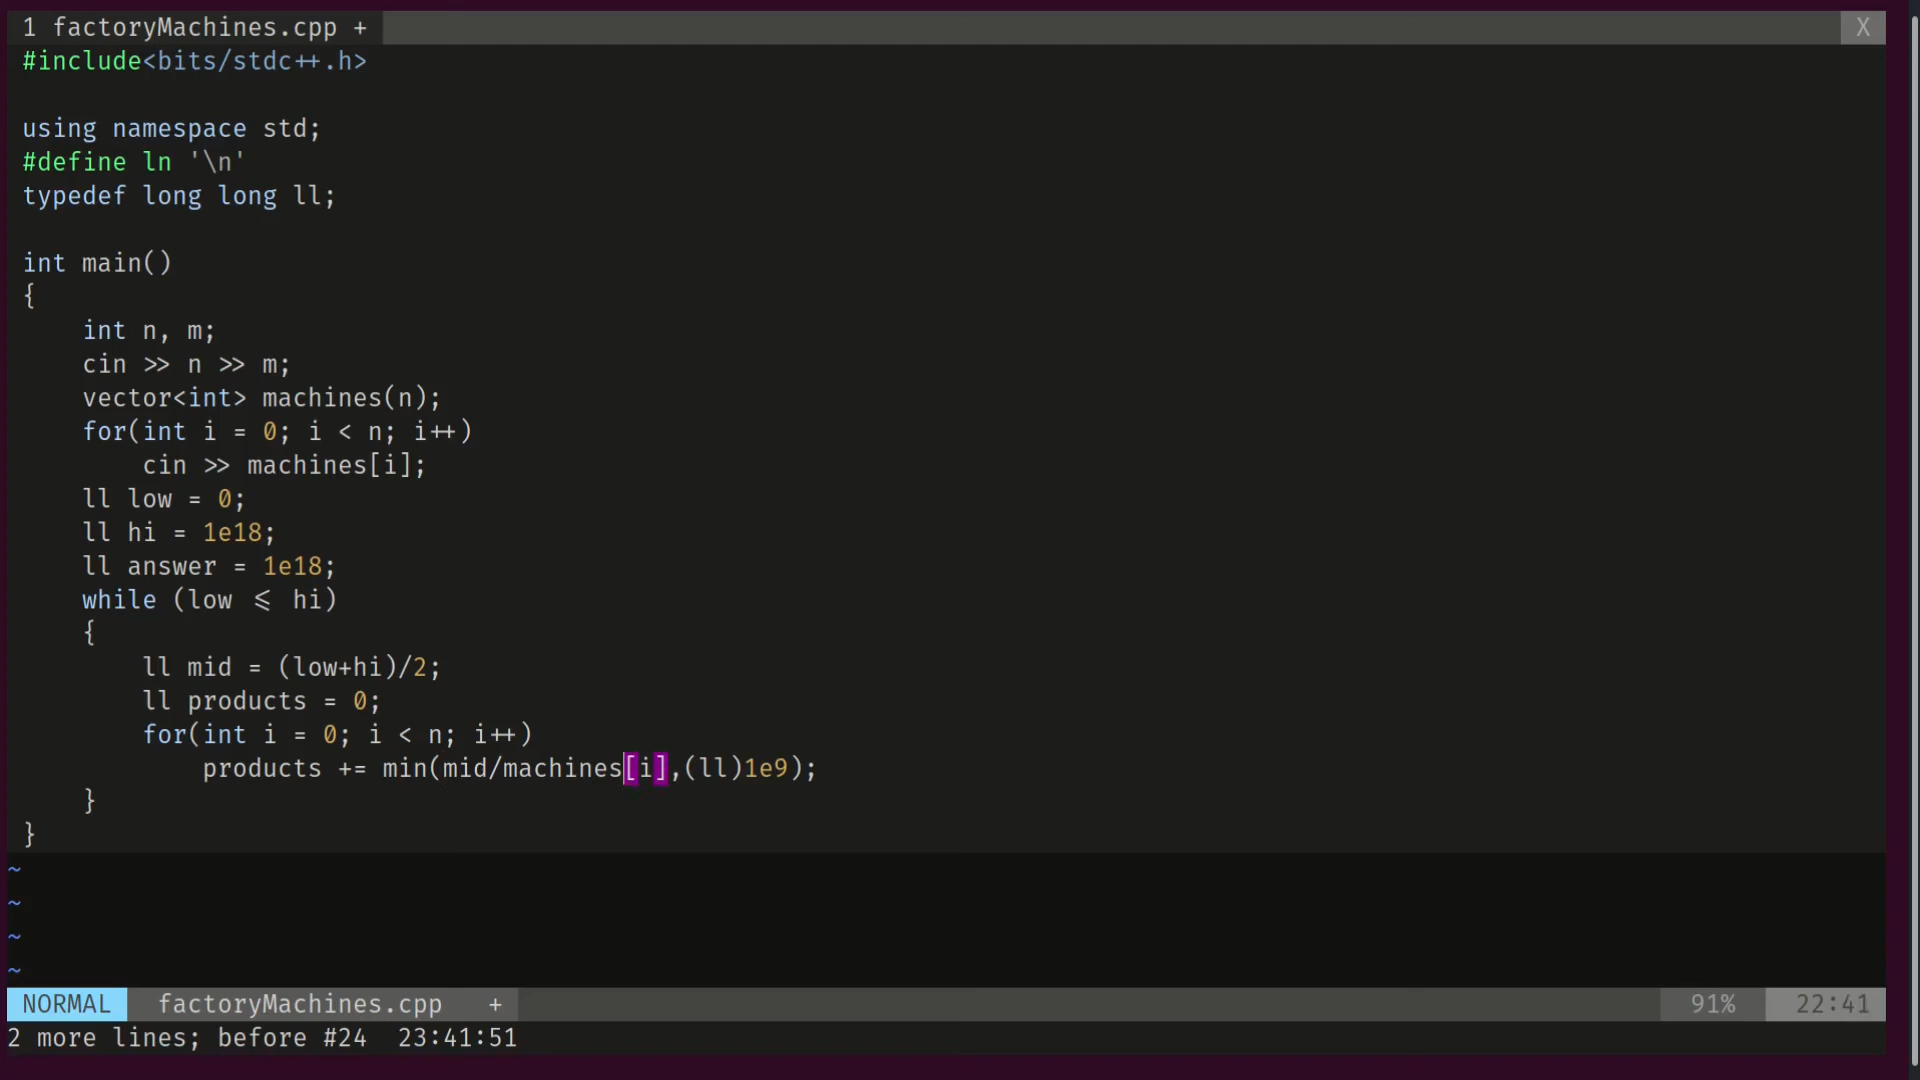 1 factoryMachines.cpp + X
#include<bits/stdc++.h>
using namespace std;
#define ln '\n'
typedef long long ll;
int main()
{
    int n, m;
    cin >> n >> m;
    vector<int> machines(n);
    for(int i = 0; i < n; i++)
        cin >> machines[i];
    ll low = 0;
    ll hi = 1e18;
    ll answer = 1e18;
    while (low <= hi)
    {
        ll mid = (low+hi)/2;
        ll products = 0;
        for(int i = 0; i < n; i++)
            products += min(mid/machines[i],(ll)1e9);
    }
}
~
~
~
~
NORMAL factoryMachines.cpp + 91% 22:41
2 more lines; before #24  23:41:51